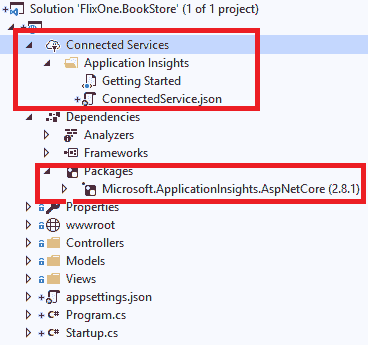 Solution 'FlixOne.BookStore' (1 of 1 project)
Connected Services
Application Insights
Getting Started
ConnectedService.json
Dependencies
Analyzers
Frameworks
Packages
Microsoft.ApplicationInsights.AspNetCore (2.8.1)
Properties
wwwroot
Controllers
Models
Views
appsettings.json
C# Program.cs
C# Startup.cs